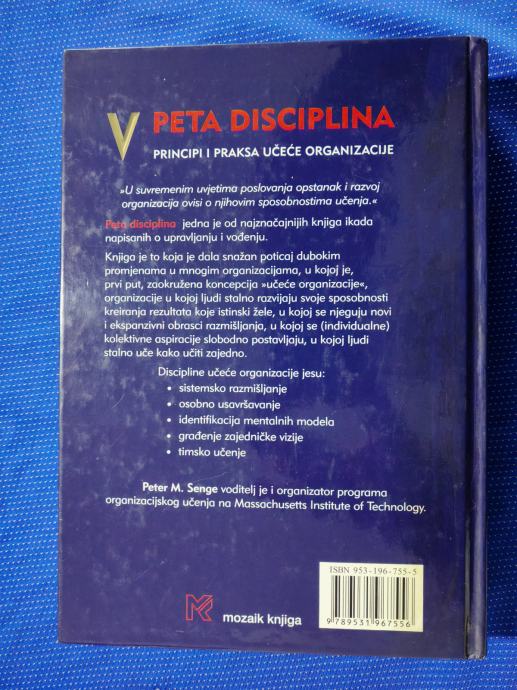 V PETA DISCIPLINA
PRINCIPI I PRAKSA UČEĆE ORGANIZACIJE
»U suvremenim uvjetima poslovanja opstanak i razvoj
organizacija ovisi o njihovim sposobnostima učenja.«
Peta disciplina jedna je od najznačajnijih knjiga ikada
napisanih o upravljanju i vođenju.
Knjiga je to koja je dala snažan poticaj dubokim
promjenama u mnogim organizacijama, u kojoj je,
prvi put, zaokružena koncepcija »učeće organizacije«,
organizacije u kojoj ljudi stalno razvijaju svoje sposobnosti
kreiranja rezultata koje istinski žele, u kojoj se njeguju novi
i ekspanzivni obrasci razmišljanja, u kojoj se (individualne)
kolektivne aspiracije slobodno postavljaju, u kojoj ljudi
stalno uče kako učiti zajedno.
Discipline učeće organizacije jesu:
• sistemsko razmišljanje
• osobno usavršavanje
• identifikacija mentalnih modela
• građenje zajedničke vizije
• timsko učenje
Peter M. Senge voditelj je i organizator programa
organizacijskog učenja na Massachusetts Institute of Technology.
ISBN 953-196-755-5
9 789531 967556
mozaik knjiga